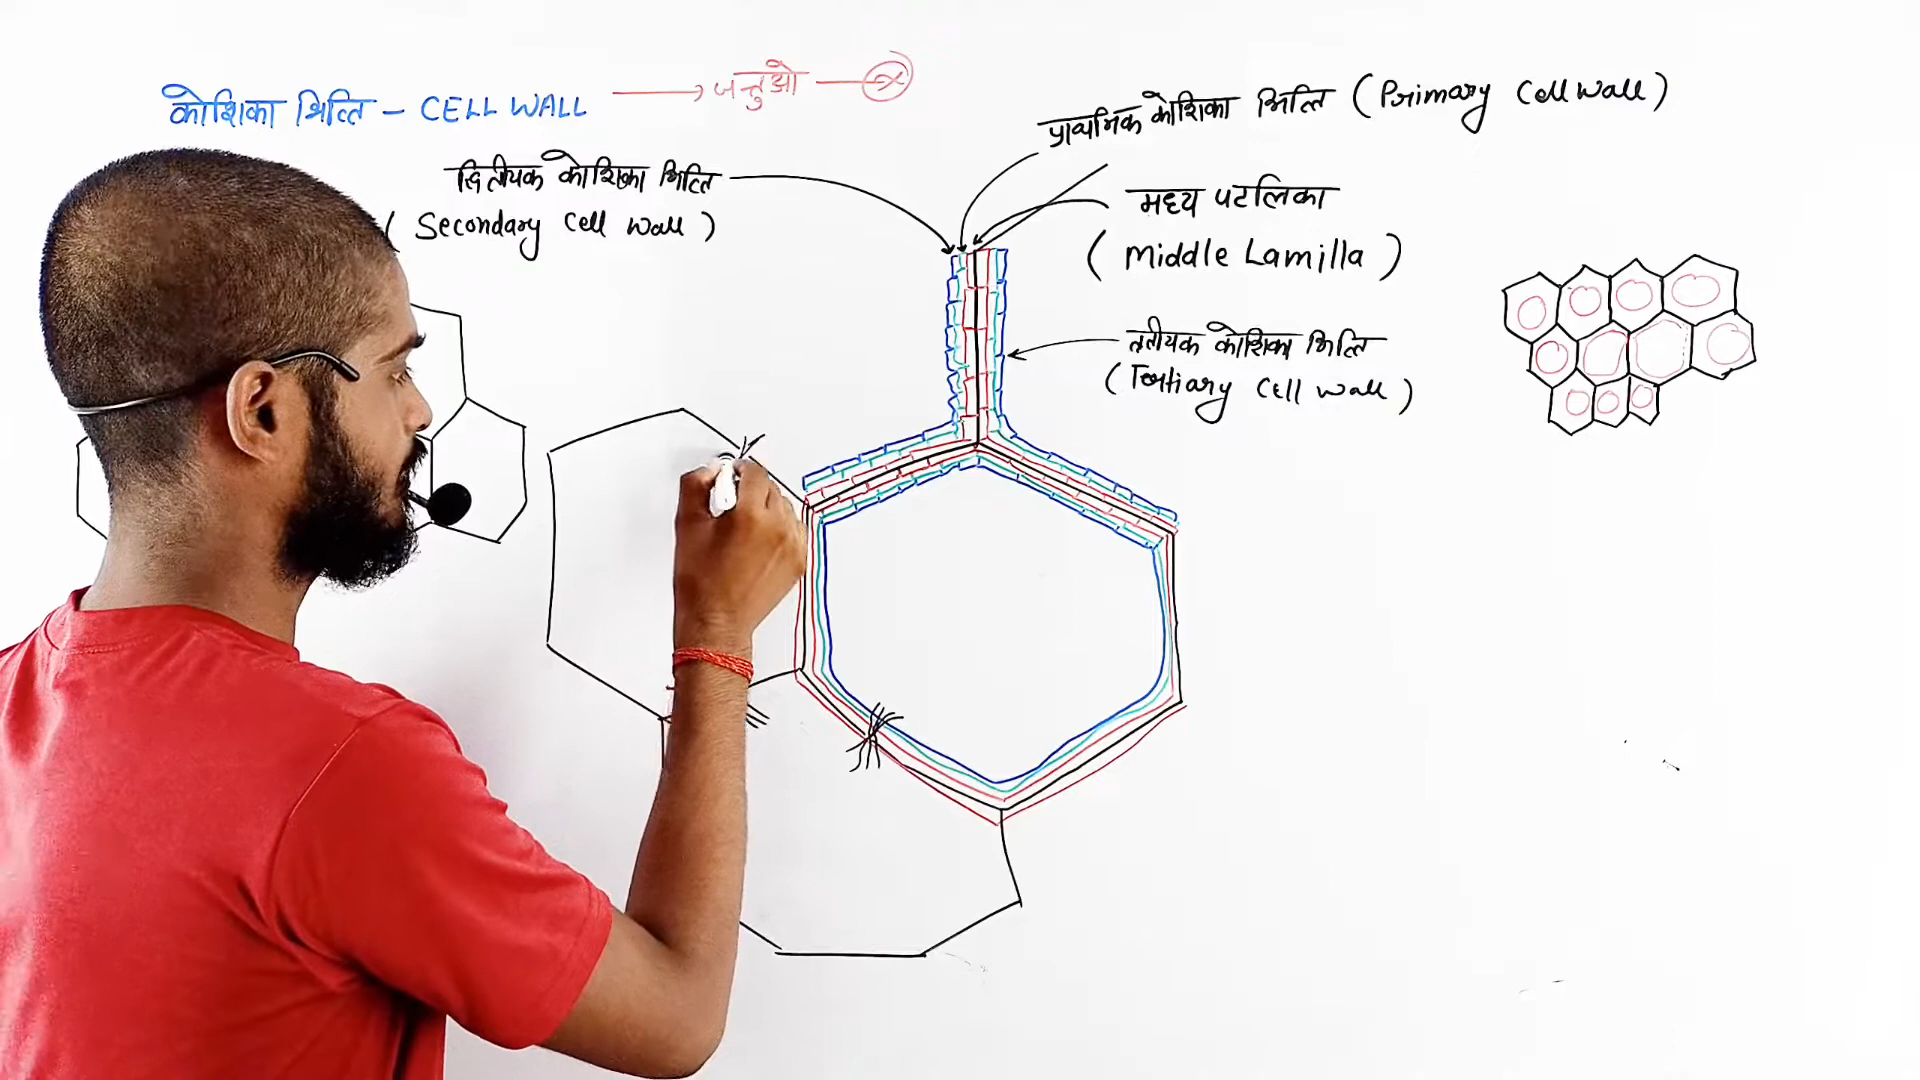 कोशिका भित्ति - CELL WALL → जन्तुओ
प्राथमिक कोशिका भित्ति (Primary Cell Wall)
द्वितीयक कोशिका भित्ति
(Secondary Cell Wall)
मध्य पटलिका
(Middle Lamilla)
ततीयक कोशिका भित्ति
(Tertiary Cell Wall)